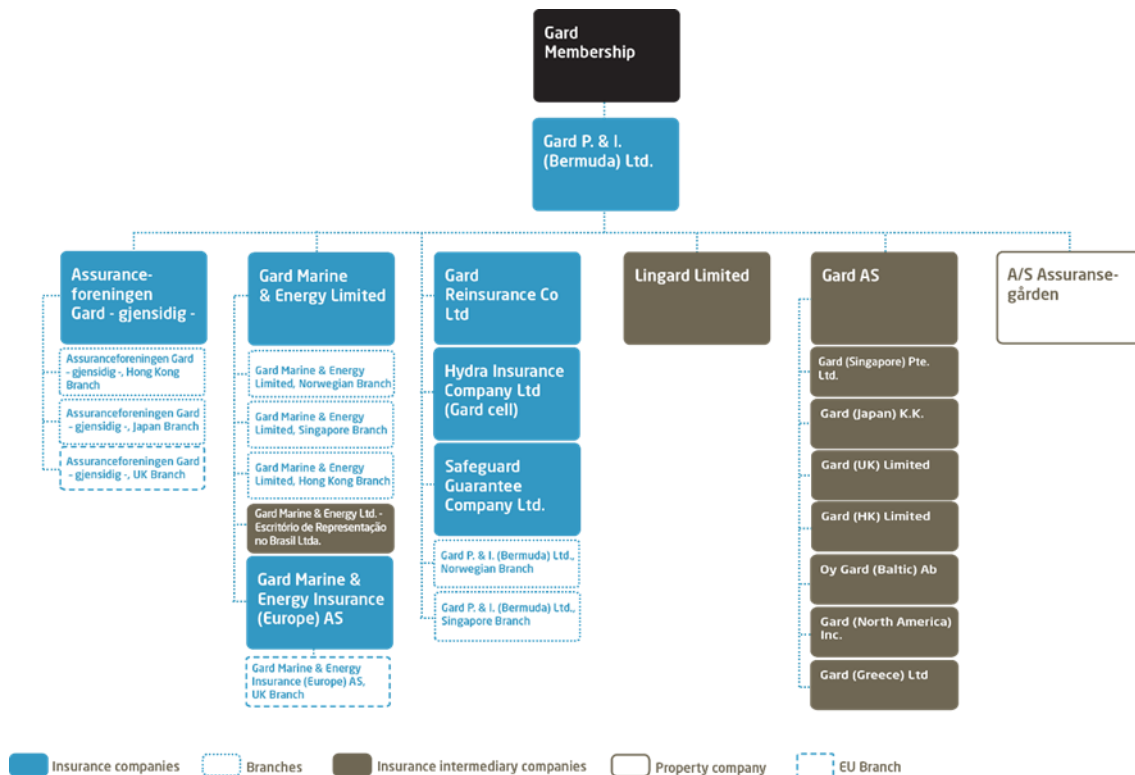 Gard
Membership
Gard P. & I.
(Bermuda) Ltd.
Assurance-
foreningen
Gard - gjensidig -
Assuranceforeningen Gard
- gjensidig -, Hong Kong
Branch
Assuranceforeningen Gard
- gjensidig -, Japan Branch
Assuranceforeningen Gard
- gjensidig -, UK Branch
Gard Marine
& Energy Limited
Gard Marine & Energy
Limited, Norwegian Branch
Gard Marine & Energy
Limited, Singapore Branch
Gard Marine & Energy
Limited, Hong Kong Branch
Gard Marine & Energy Ltd. -
Escritório de Representação
no Brasil Ltda.
Gard Marine &
Energy Insurance
(Europe) AS
Gard Marine & Energy
Insurance (Europe) AS,
UK Branch
Gard
Reinsurance Co
Ltd
Hydra Insurance
Company Ltd
(Gard cell)
Safeguard
Guarantee
Company Ltd.
Gard P. & I. (Bermuda) Ltd.,
Norwegian Branch
Gard P. & I. (Bermuda) Ltd.,
Singapore Branch
Lingard Limited
Gard AS
Gard (Singapore) Pte.
Ltd.
Gard (Japan) K.K.
Gard (UK) Limited
Gard (HK) Limited
Oy Gard (Baltic) Ab
Gard (North America)
Inc.
Gard (Greece) Ltd
A/S Assuranse-
gården
Insurance companies
Branches
Insurance intermediary companies
Property company
EU Branch